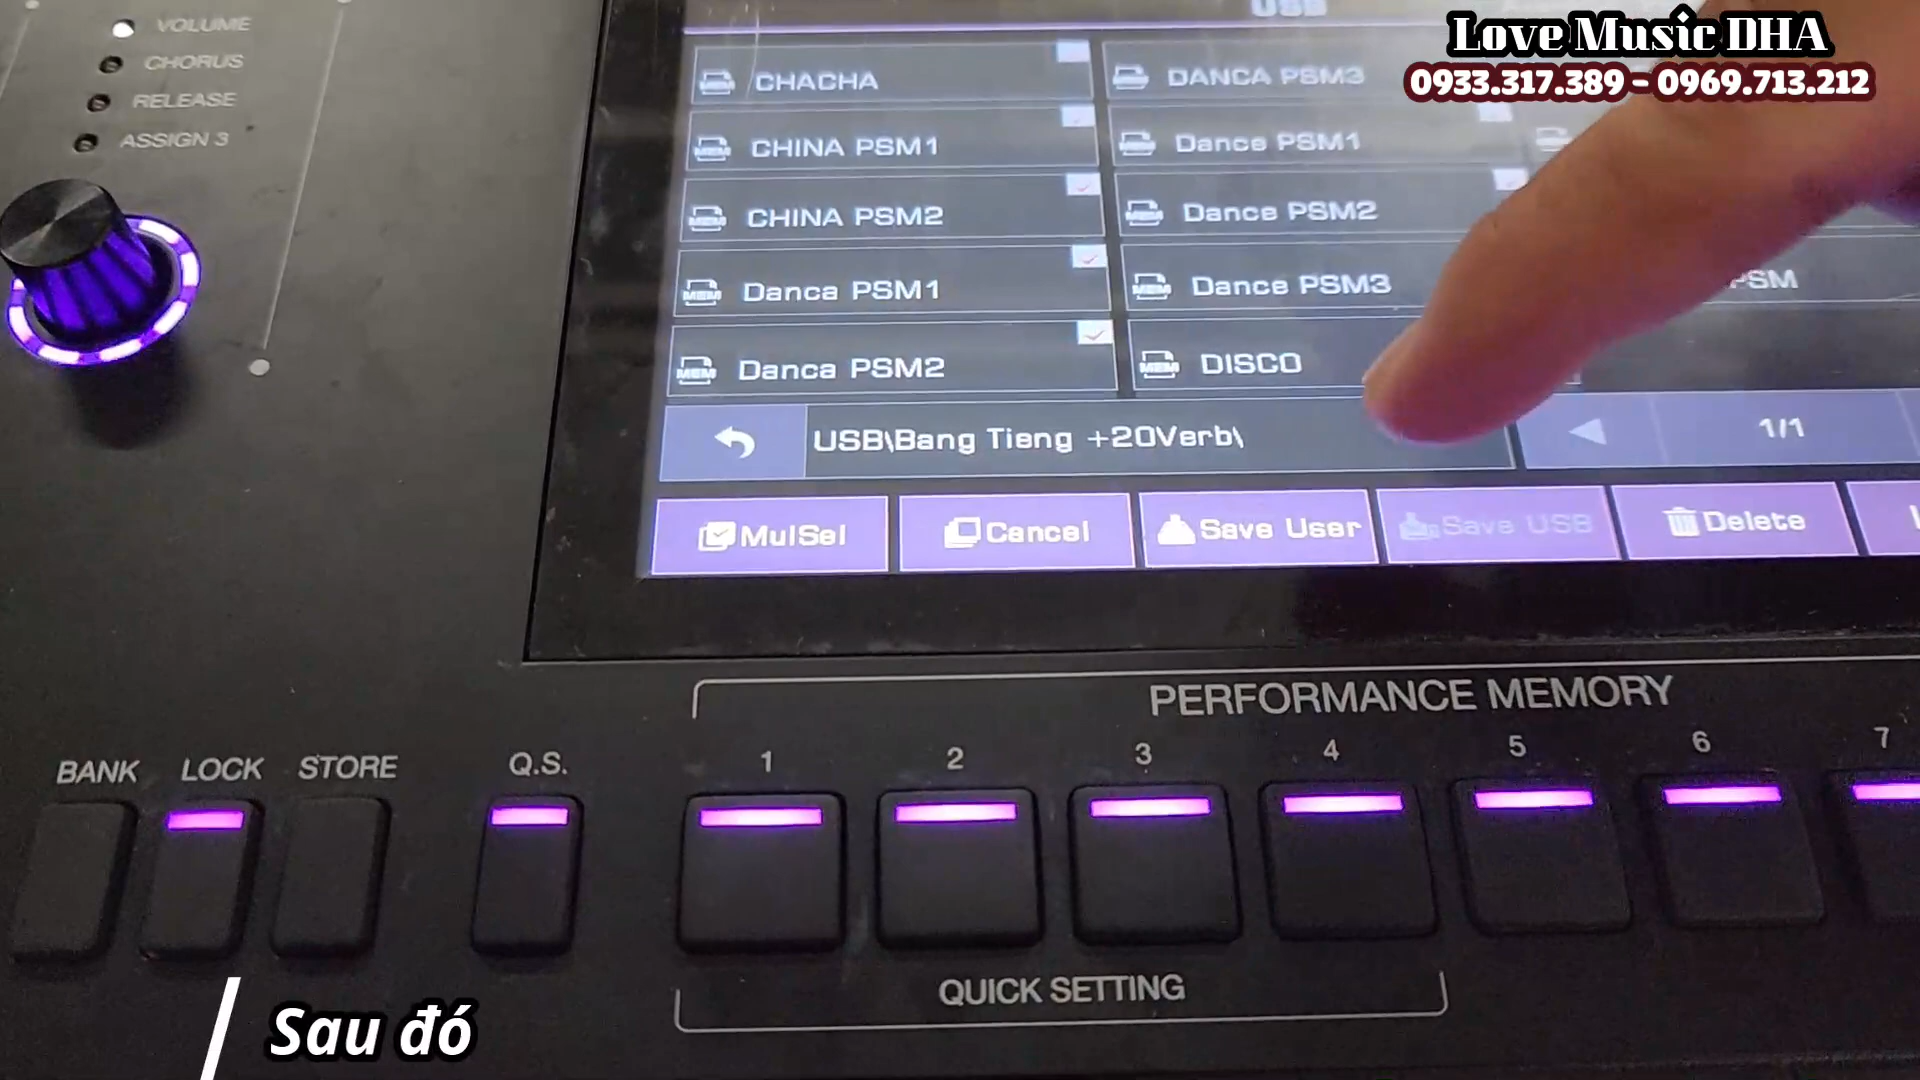 VOLUME
CHORUS
RELEASE
ASSIGN 3
USB
Love Music DHA
0933.317.389 - 0969.713.212
CHACHA
DANCA PSM3
CHINA PSM1
Dance PSM1
CHINA PSM2
Dance PSM2
Danca PSM1
Dance PSM3
PSM
Danca PSM2
DISCO
USB\Bang Tieng +20Verb\
1/1
MulSel
Cancel
Save User
Save USB
Delete
PERFORMANCE MEMORY
BANK
LOCK
STORE
Q.S.
1
2
3
4
5
6
7
QUICK SETTING
Sau đó